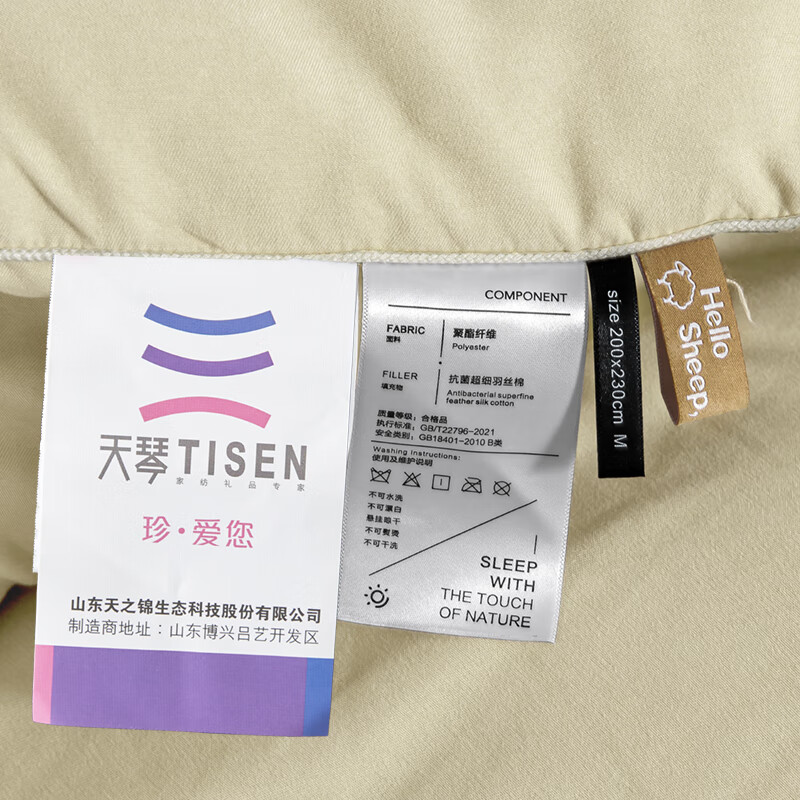 天琴TISEN
家纺礼品专家
珍·爱您
山东天之锦生态科技股份有限公司
制造商地址：山东博兴吕艺开发区
COMPONENT
FABRIC 聚酯纤维
面料 Polyester
FILLER 抗菌超细羽丝棉
填充物 Antibacterial superfine
feather silk cotton
质量等级：合格品
执行标准：GB/T22796-2021
安全类别：GB18401-2010 B类
Washing Instructions:
使用及维护说明
不可水洗
不可漂白
悬挂晾干
不可熨烫
不可干洗
SLEEP
WITH
THE TOUCH
OF NATURE
size 200x230cm M
Hello
Sheep,